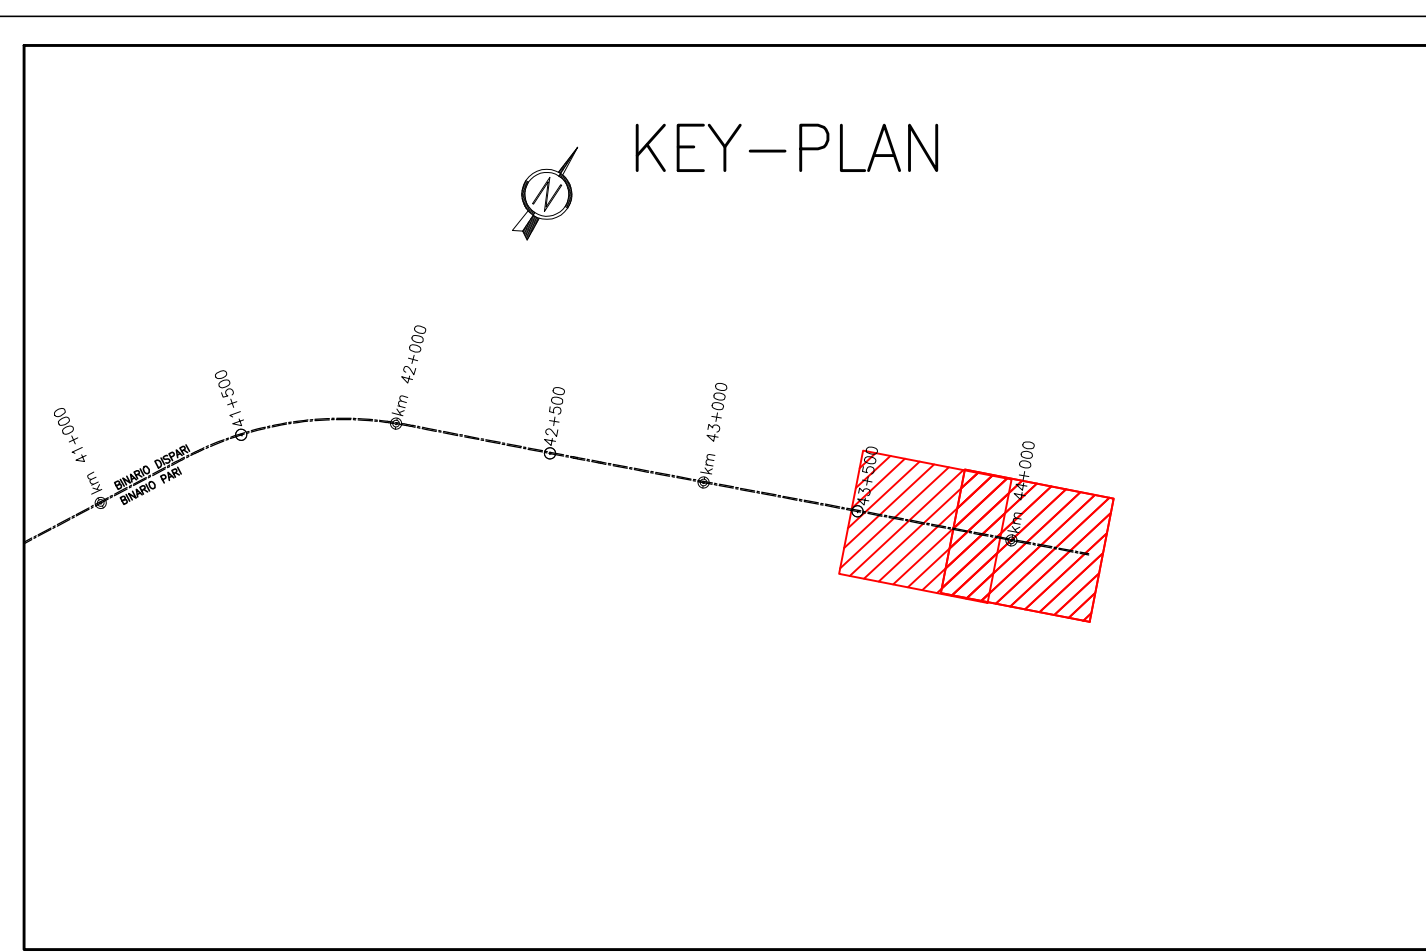 KEY-PLAN
N
km 41+000
BINARIO DISPARI
BINARIO PARI
41+500
km 42+000
42+500
km 43+000
43+500
km 44+000